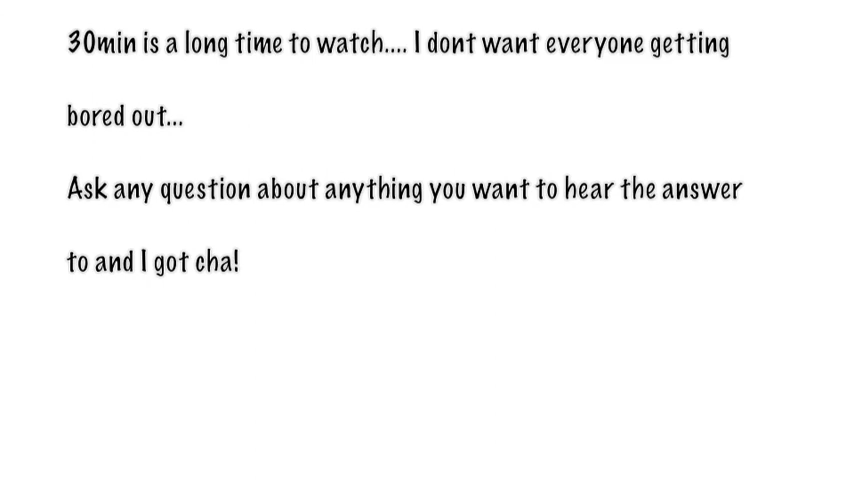 30min is a long time to watch.... I dont want everyone getting
bored out...
Ask any question about anything you want to hear the answer
to and I got cha!